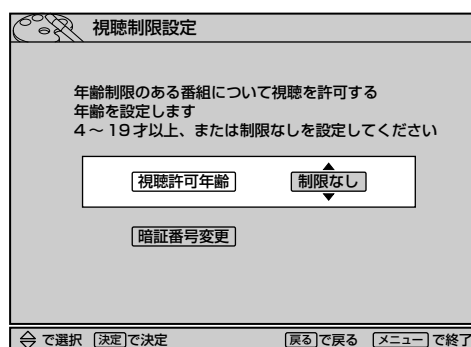 視聴制限設定
年齢制限のある番組について視聴を許可する
年齢を設定します
4～19才以上、または制限なしを設定してください
視聴許可年齢 制限なし
暗証番号変更
で選択 決定で決定 戻るで戻る メニューで終了